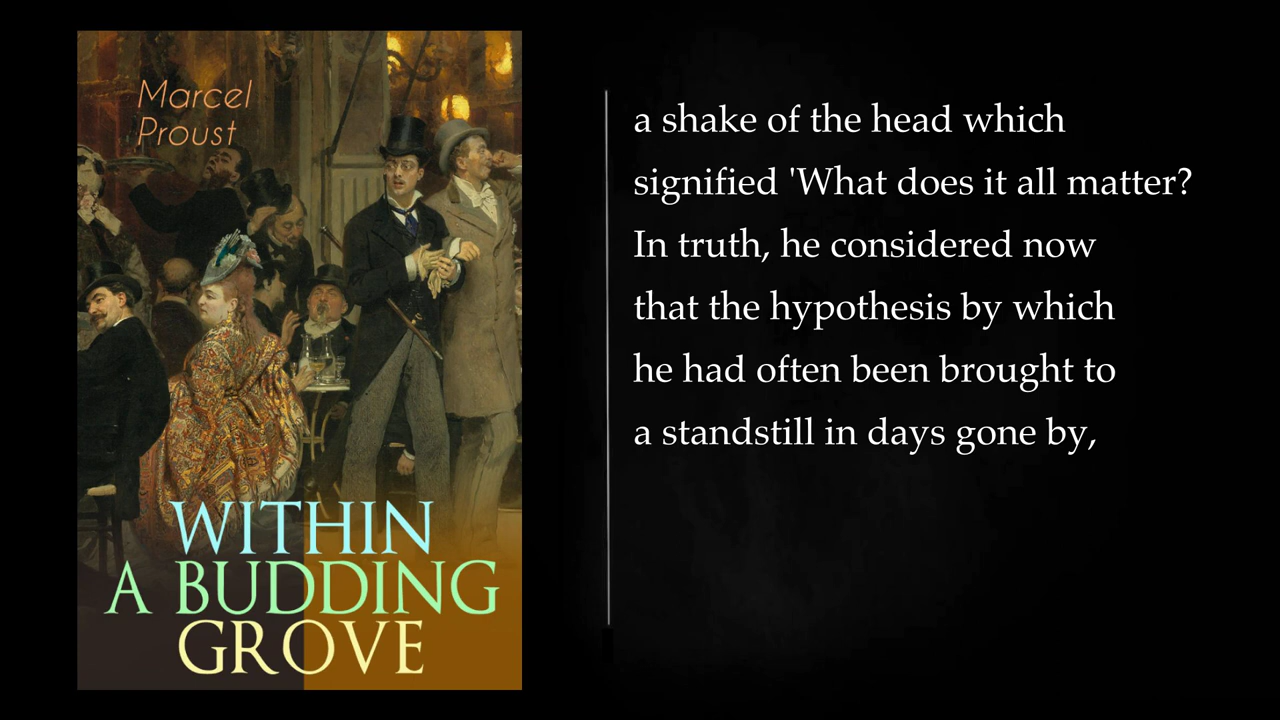 Marcel
Proust
WITHIN
A BUDDING
GROVE
a shake of the head which
signified 'What does it all matter?
In truth, he considered now
that the hypothesis by which
he had often been brought to
a standstill in days gone by,